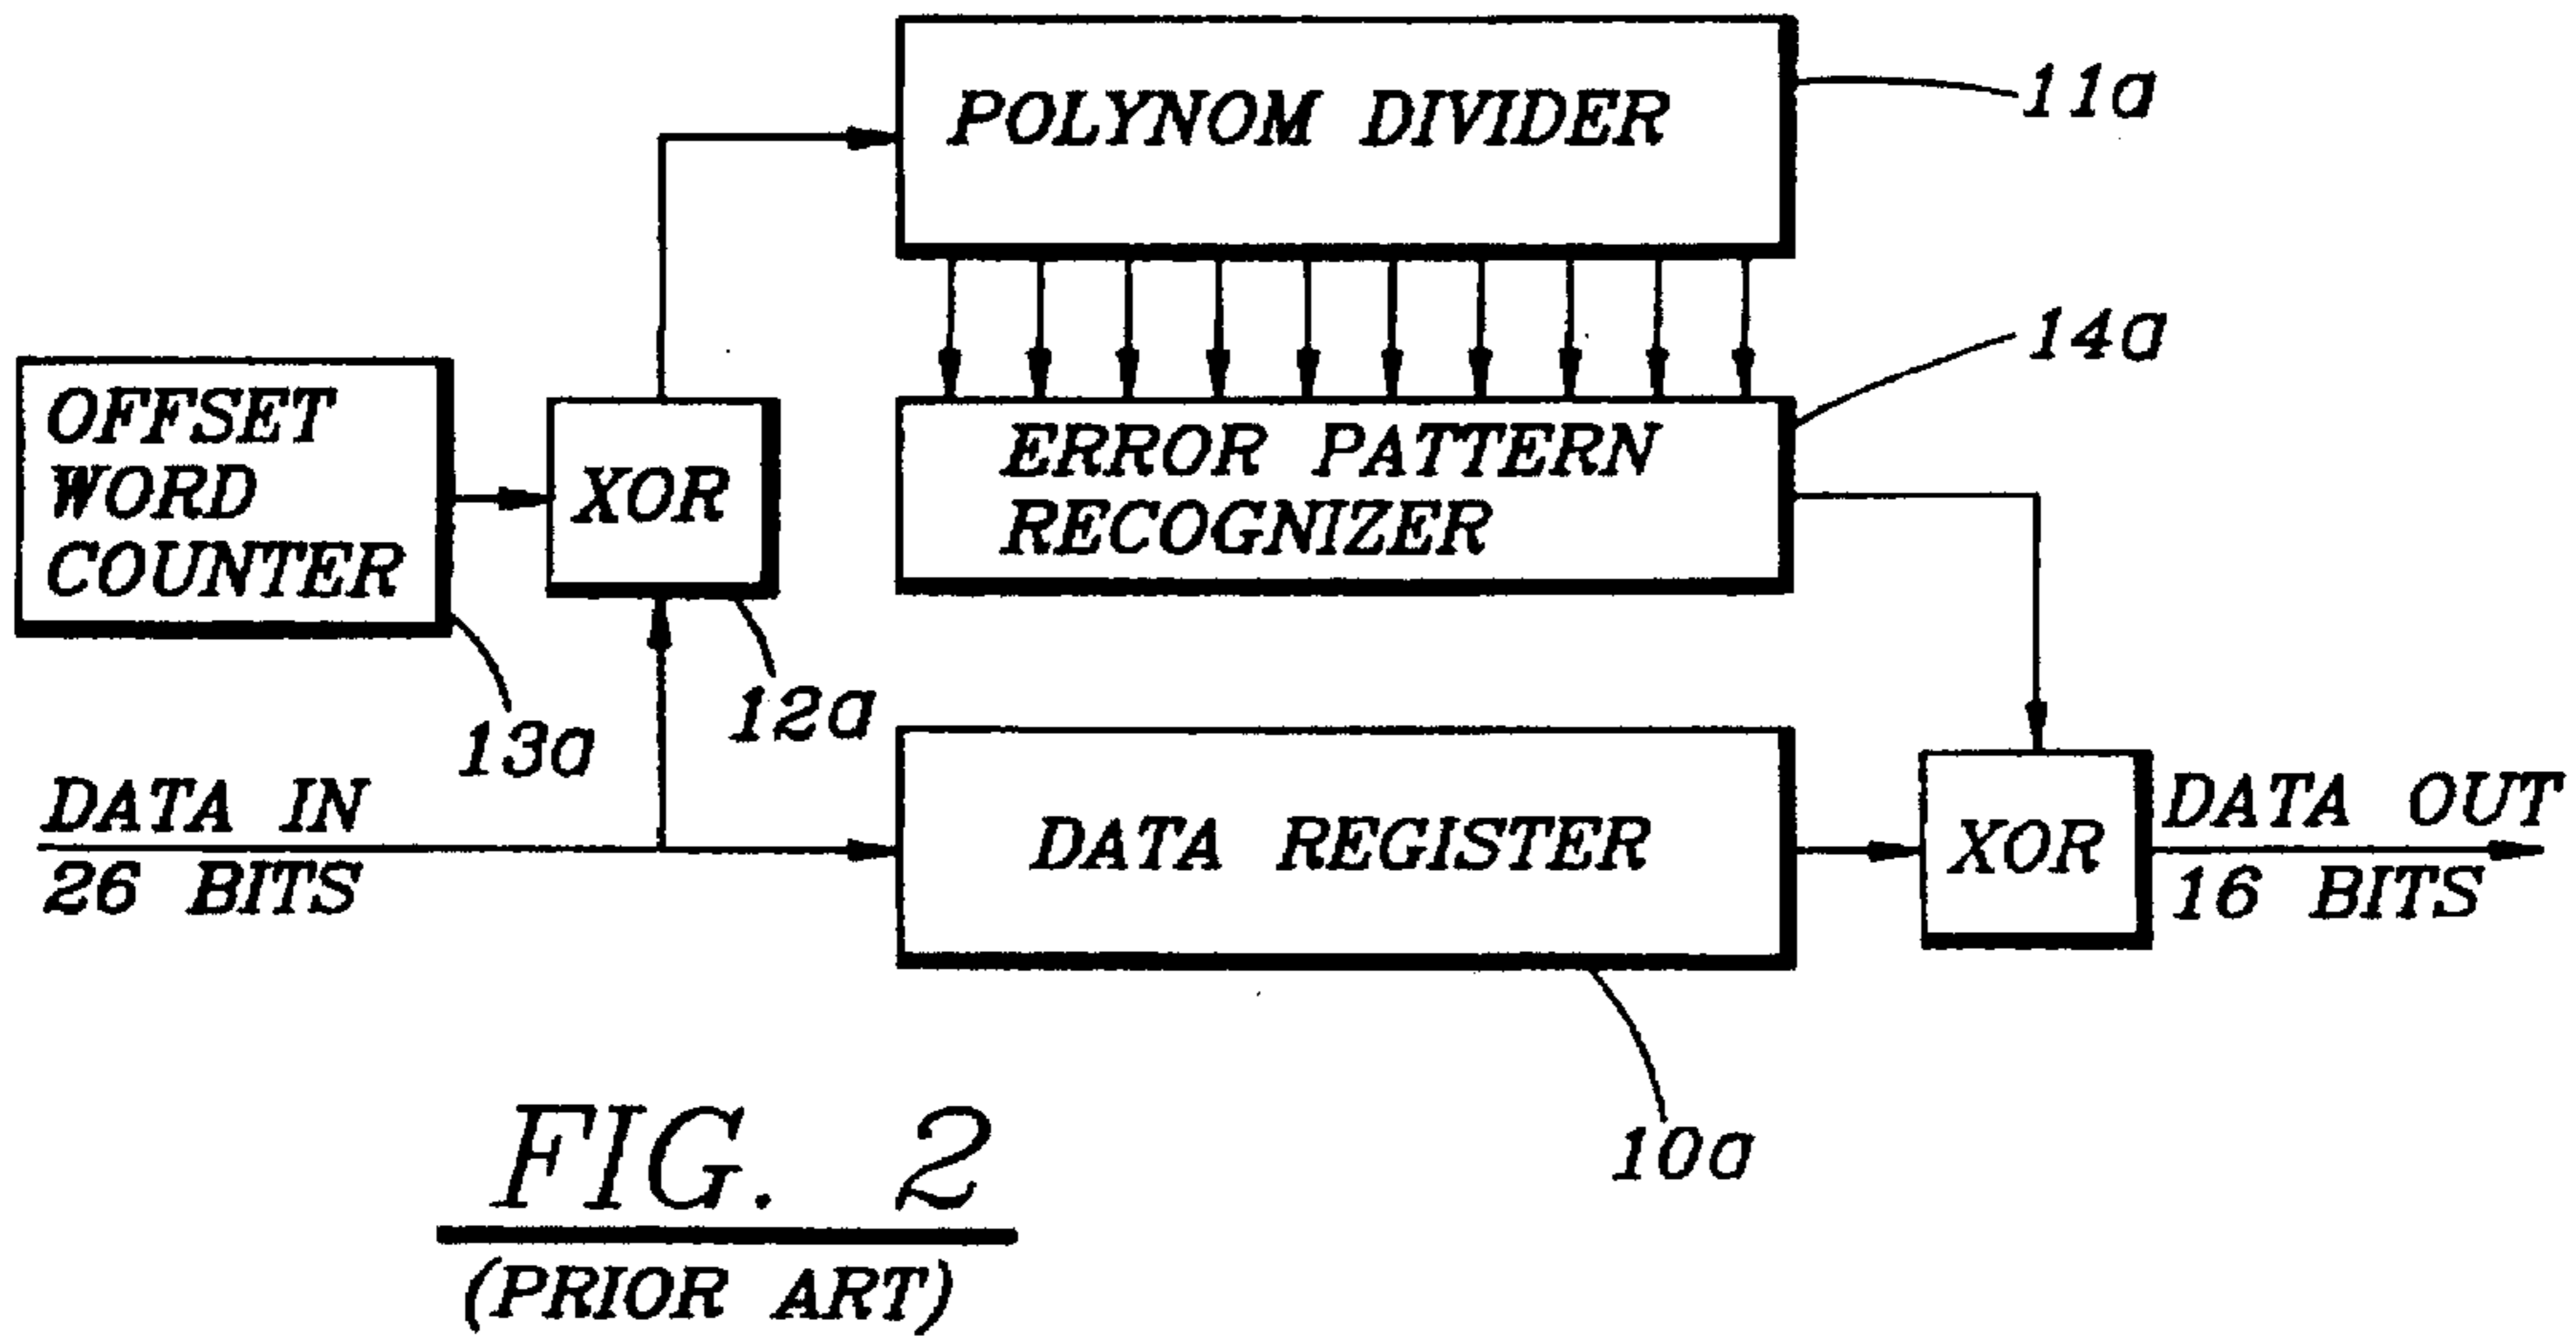 POLYNOM DIVIDER
11a
14a
OFFSET
WORD
COUNTER
XOR
ERROR PATTERN
RECOGNIZER
12a
13a
DATA IN
26 BITS
DATA REGISTER
XOR
DATA OUT
16 BITS
10a
FIG. 2
(PRIOR ART)